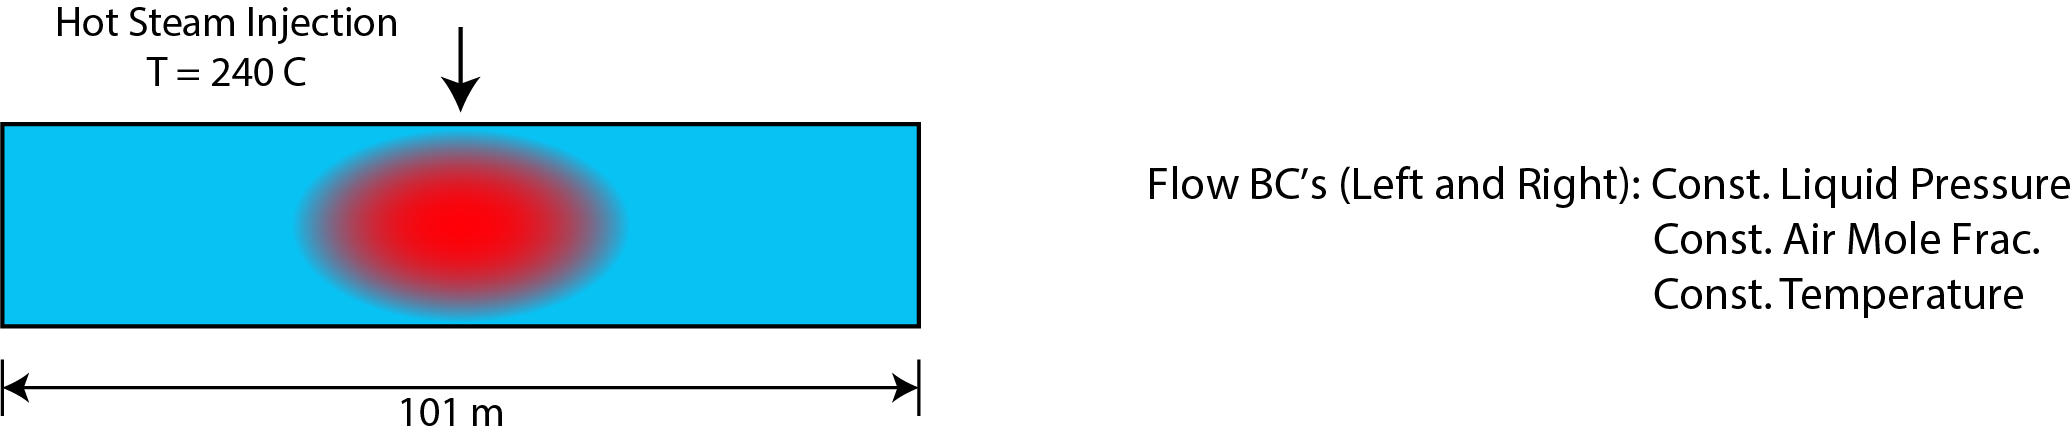 Hot Steam Injection
T = 240 C
Flow BC's (Left and Right): Const. Liquid Pressure
Const. Air Mole Frac.
Const. Temperature
101 m